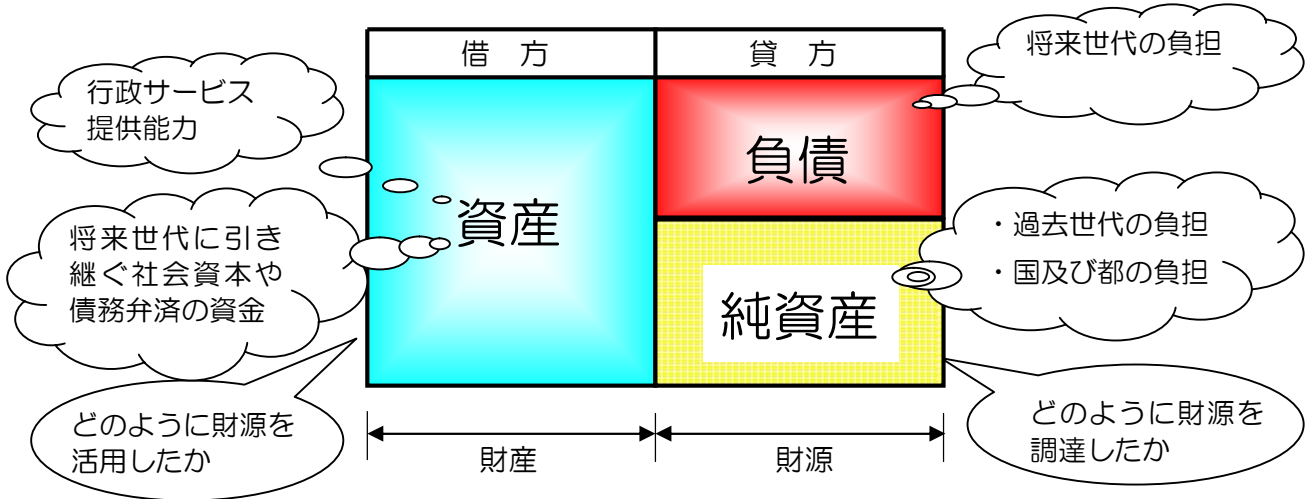 借　方
貸　方
将来世代の負担
行政サービス
提供能力
負債
資産
将来世代に引き
継ぐ社会資本や
債務弁済の資金
・過去世代の負担
・国及び都の負担
純資産
どのように財源を
活用したか
財産
財源
どのように財源を
調達したか